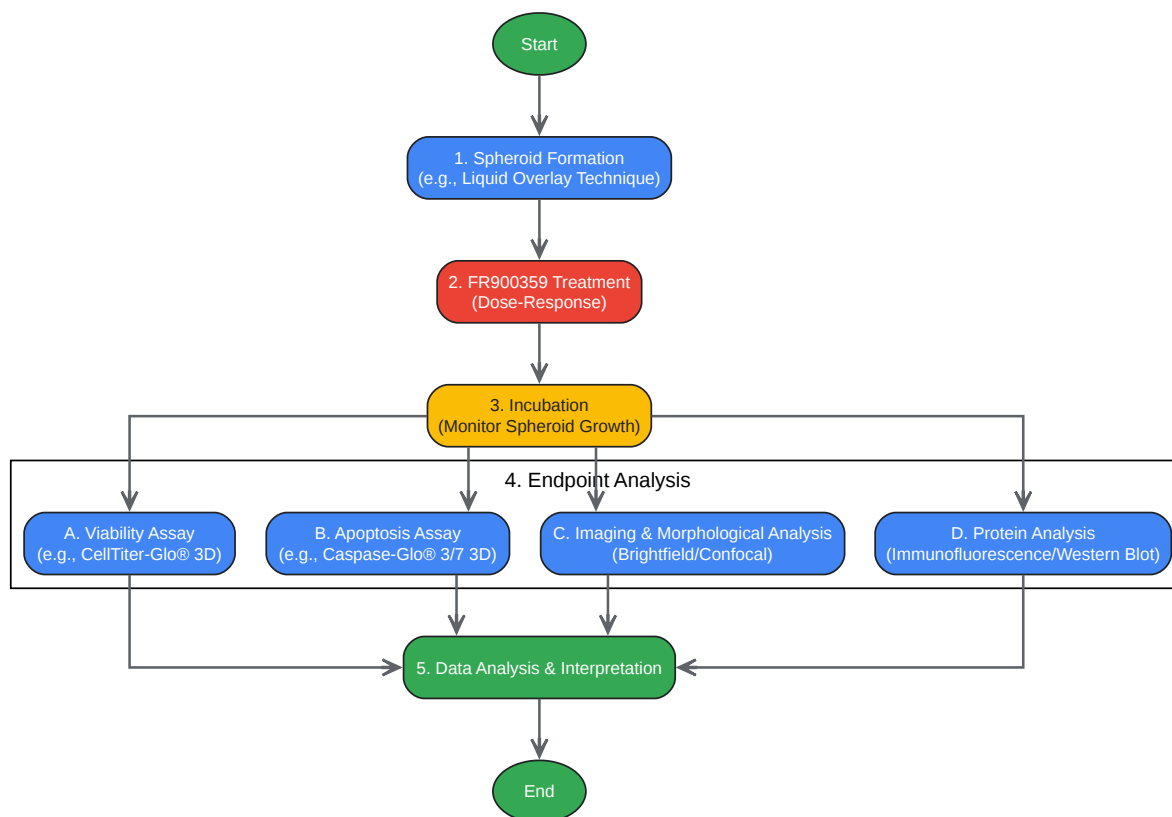 Start
1. Spheroid Formation
(e.g., Liquid Overlay Technique)
2. FR900359 Treatment
(Dose-Response)
3. Incubation
(Monitor Spheroid Growth)
4. Endpoint Analysis
A. Viability Assay
(e.g., CellTiter-Glo® 3D)
B. Apoptosis Assay
(e.g., Caspase-Glo® 3/7 3D)
C. Imaging & Morphological Analysis
(Brightfield/Confocal)
D. Protein Analysis
(Immunofluorescence/Western Blot)
5. Data Analysis & Interpretation
End